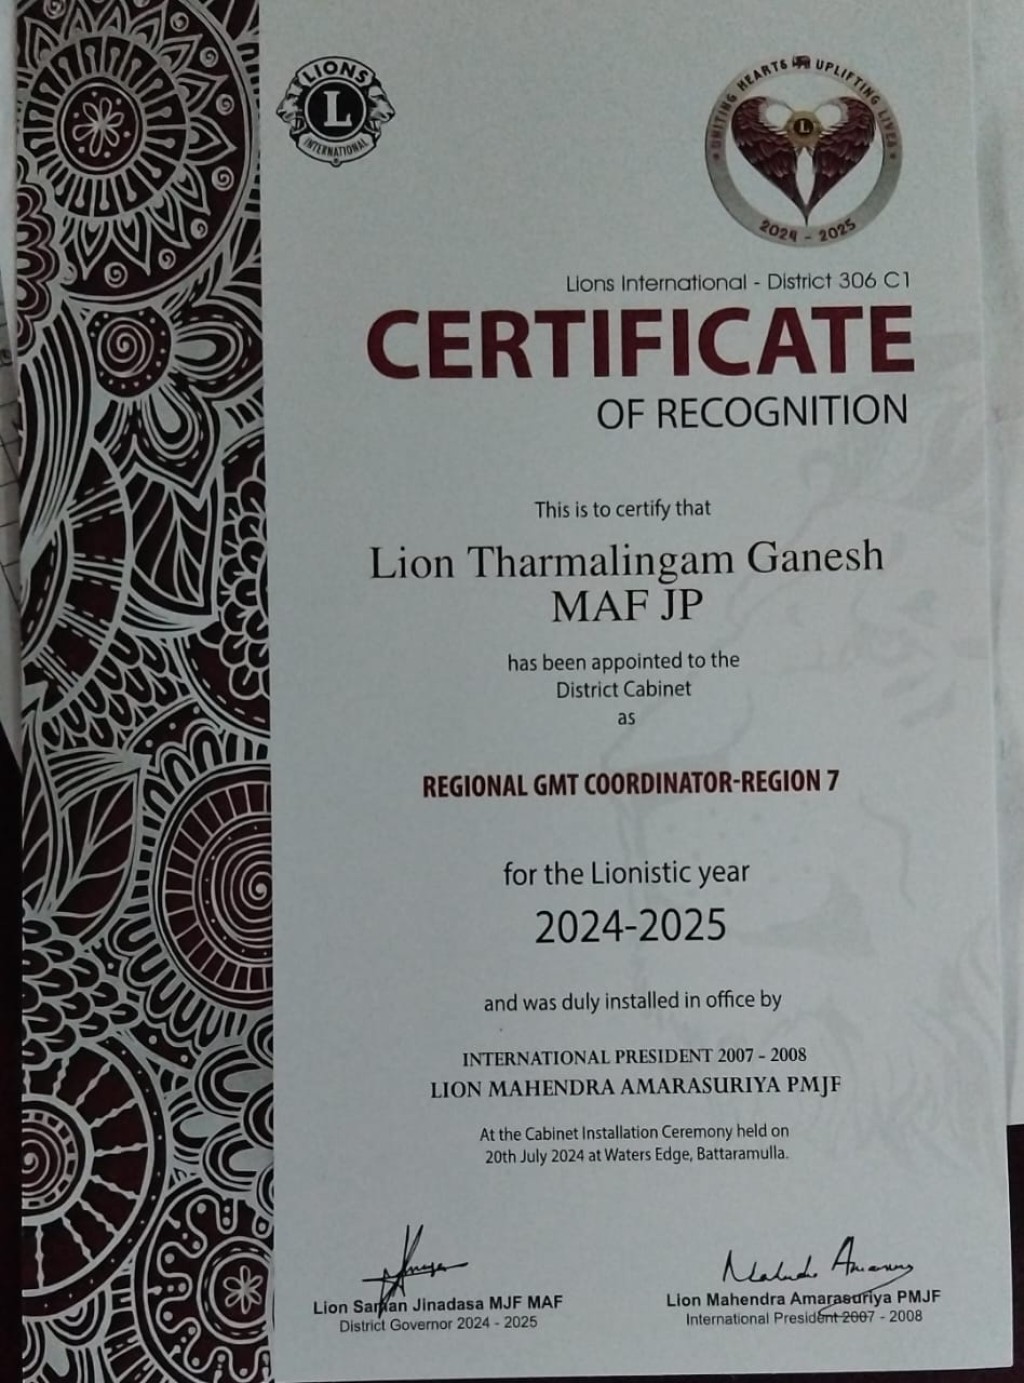 LIONS
L
INTERNATIONAL
UNITING HEARTS UPLIFTING LIVES
L
2024 - 2025
Lions International - District 306 C1
CERTIFICATE
OF RECOGNITION
This is to certify that
Lion Tharmalingam Ganesh
MAF JP
has been appointed to the
District Cabinet
as
REGIONAL GMT COORDINATOR-REGION 7
for the Lionistic year
2024-2025
and was duly installed in office by
INTERNATIONAL PRESIDENT 2007 - 2008
LION MAHENDRA AMARASURIYA PMJF
At the Cabinet Installation Ceremony held on
20th July 2024 at Waters Edge, Battaramulla.
Lion Saman Jinadasa MJF MAF
District Governor 2024 - 2025
Lion Mahendra Amarasuriya PMJF
International President 2007 - 2008